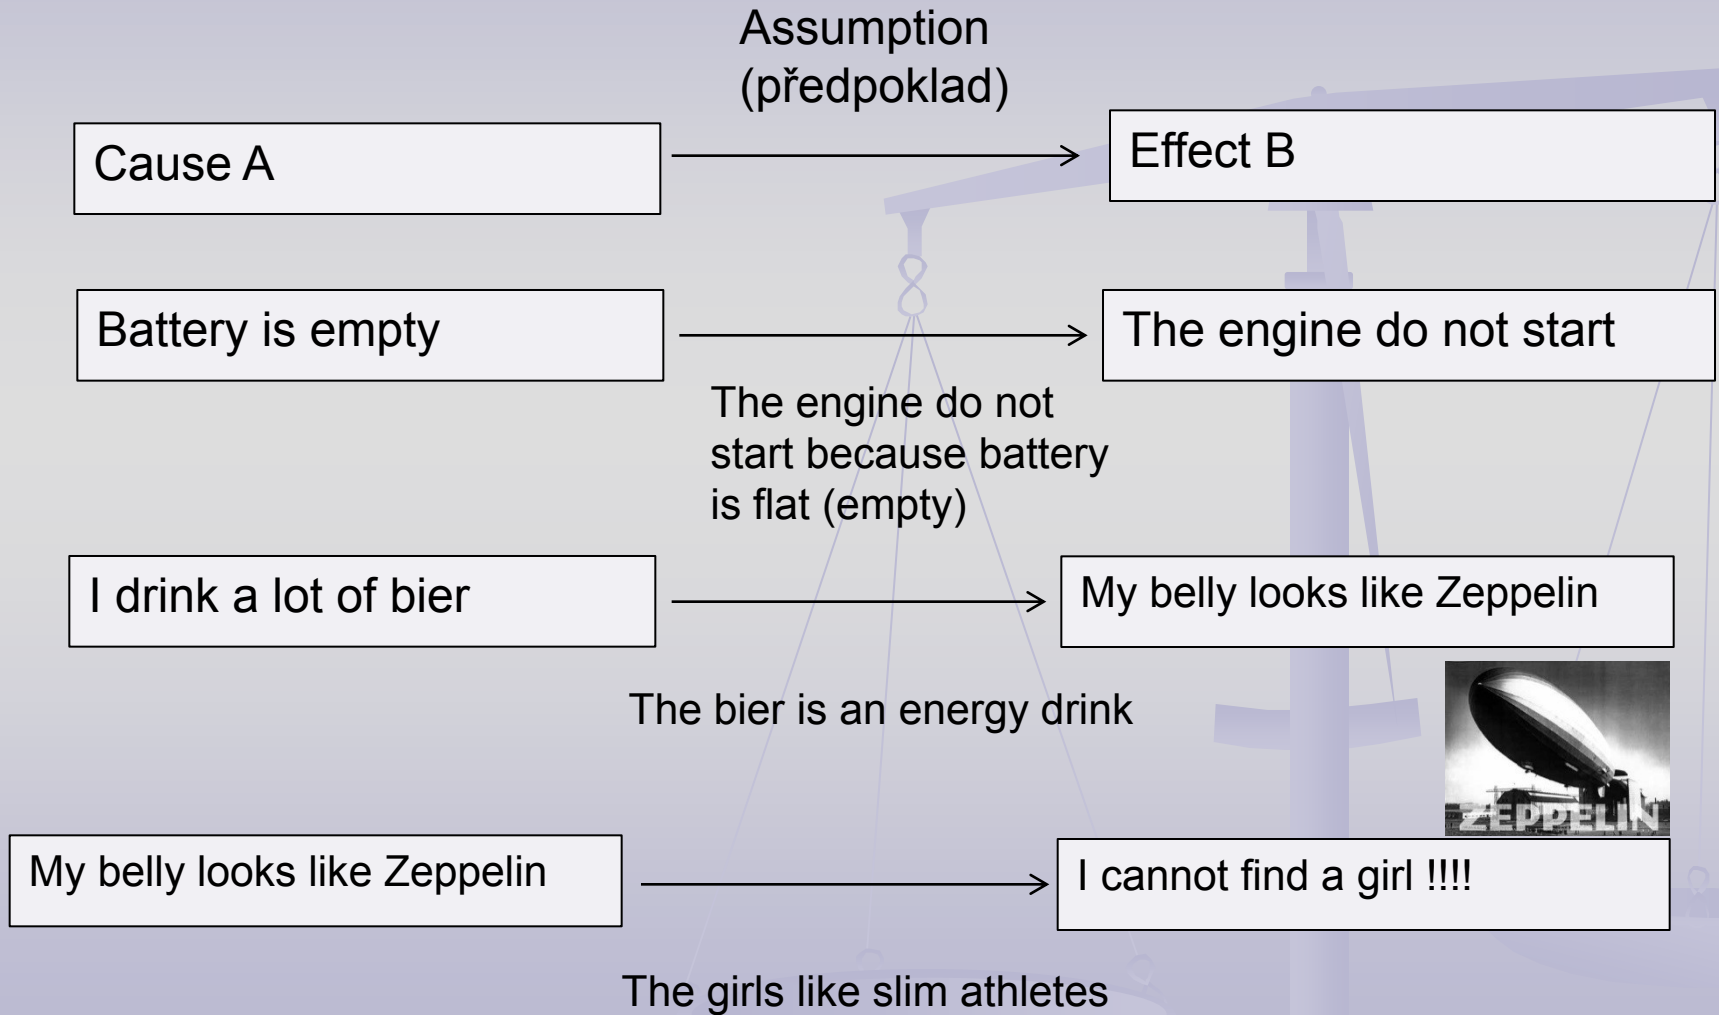 Assumption
(předpoklad)
Cause A
Effect B
Battery is empty
The engine do not start
The engine do not
start because battery
is flat (empty)
I drink a lot of bier
My belly looks like Zeppelin
The bier is an energy drink
ZEPPELIN
My belly looks like Zeppelin
I cannot find a girl !!!!
The girls like slim athletes